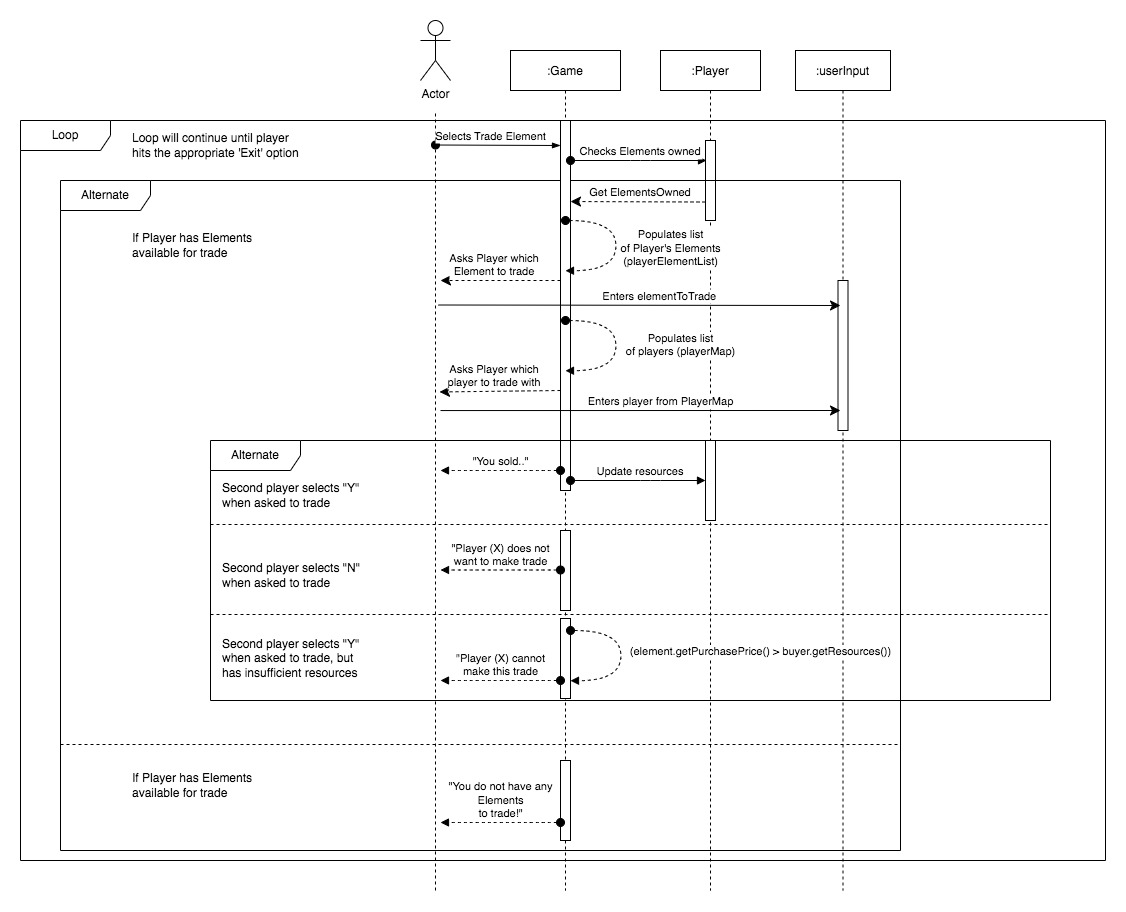 :Game
:Player
:userInput
Actor
Loop
Loop will continue until player
hits the appropriate 'Exit' option
Selects Trade Element
Checks Elements owned
Alternate
Get ElementsOwned
If Player has Elements
available for trade
Populates list
of Player's Elements
(playerElementList)
Asks Player which
Element to trade
Enters elementToTrade
Populates list
of players (playerMap)
Asks Player which
player to trade with
Enters player from PlayerMap
Alternate
"You sold.."
Update resources
Second player selects "Y"
when asked to trade
"Player (X) does not
want to make trade
Second player selects "N"
when asked to trade
Second player selects "Y"
when asked to trade, but
has insufficient resources
"Player (X) cannot
make this trade
(element.getPurchasePrice() > buyer.getResources())
If Player has Elements
available for trade
"You do not have any
Elements
to trade!"